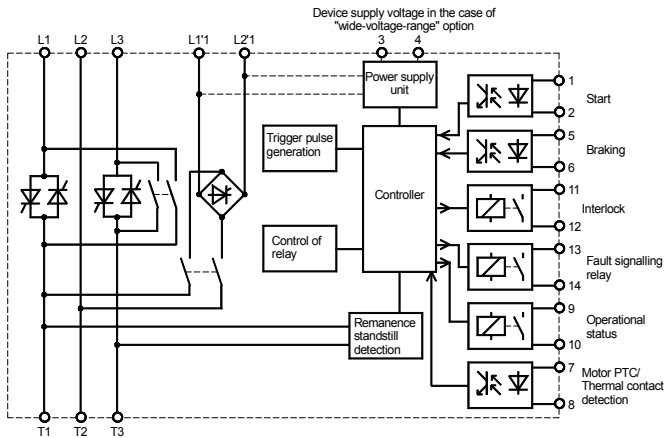 Device supply voltage in the case of
"wide-voltage-range" option
L1
L2
L3
L1'1
L2'1
3
4
Power supply
unit
1
2
Start
Trigger pulse
generation
5
6
Braking
Controller
11
12
Interlock
Control of
relay
13
14
Fault signalling
relay
Remanence
standstill
detection
9
10
Operational
status
7
8
Motor PTC/
Thermal contact
detection
T1
T2
T3